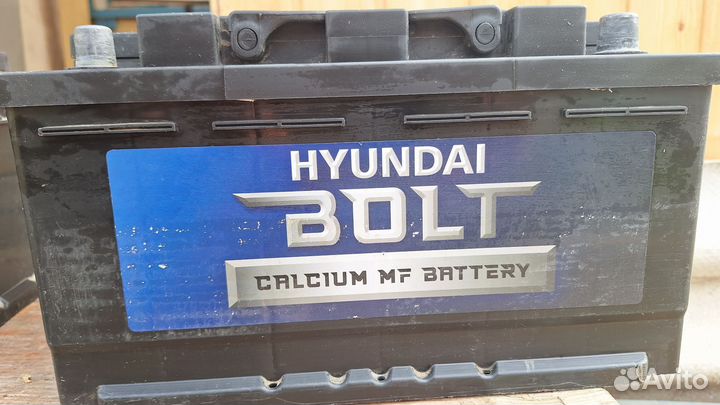 HYUNDAI
BOLT
CALCIUM MF BATTERY
Avito